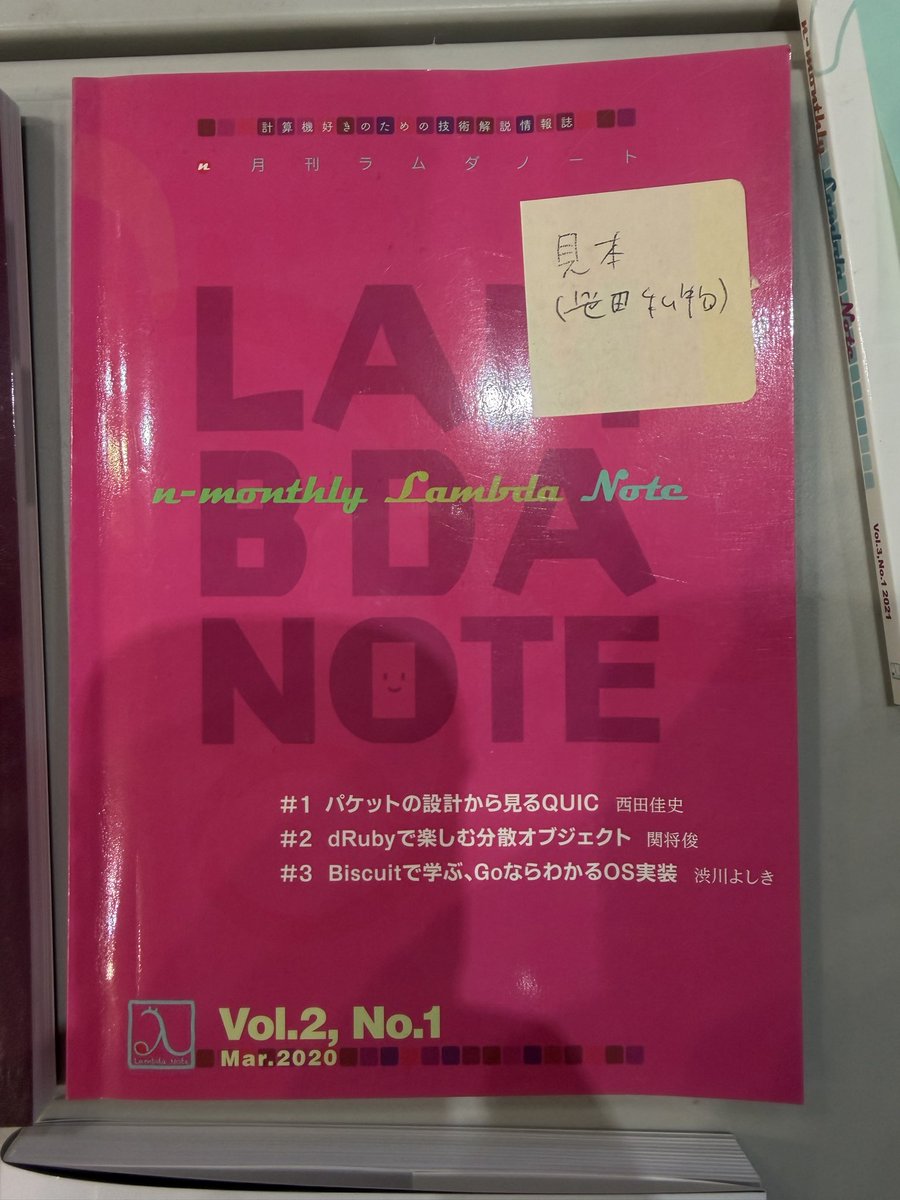 計算機好きのための技術解説情報誌
n 月刊ラムダノート
見本
LAM
BDA
NOTE
n-monthly Lambda Note
#1 パケットの設計から見るQUIC 西田佳史
#2 dRubyで楽しむ分散オブジェクト 関将俊
#3 Biscuitで学ぶ、GoならわかるOS実装 渋川よしき
Lambda Note
Vol.2, No.1
Mar.2020
n-monthly Lambda Note
Vol.3, No.1 2021